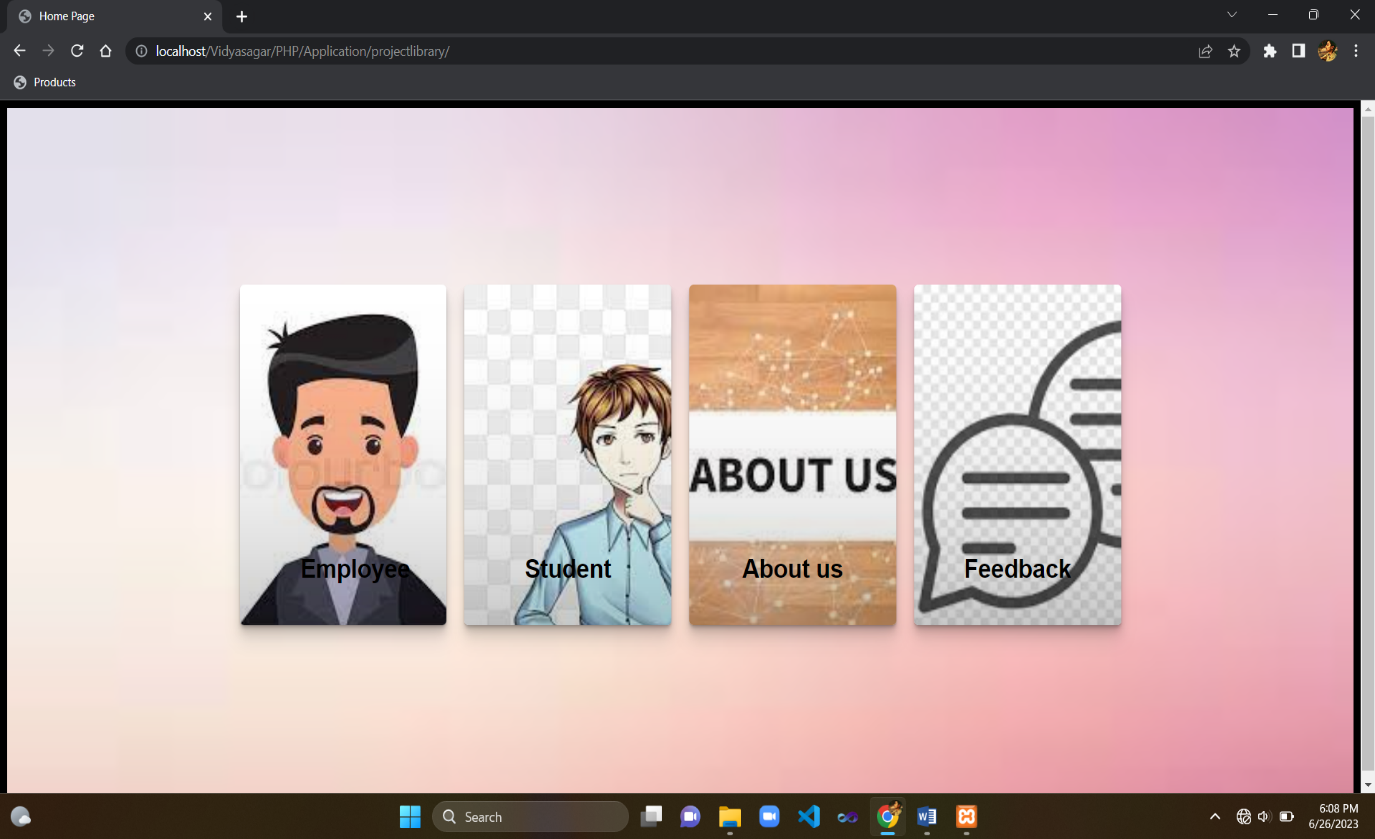 Home Page
localhost/Vidyasagar/PHP/Application/projectlibrary/
Products
ABOUT US
Employee
Student
About us
Feedback
Search
6:08 PM
6/26/2023